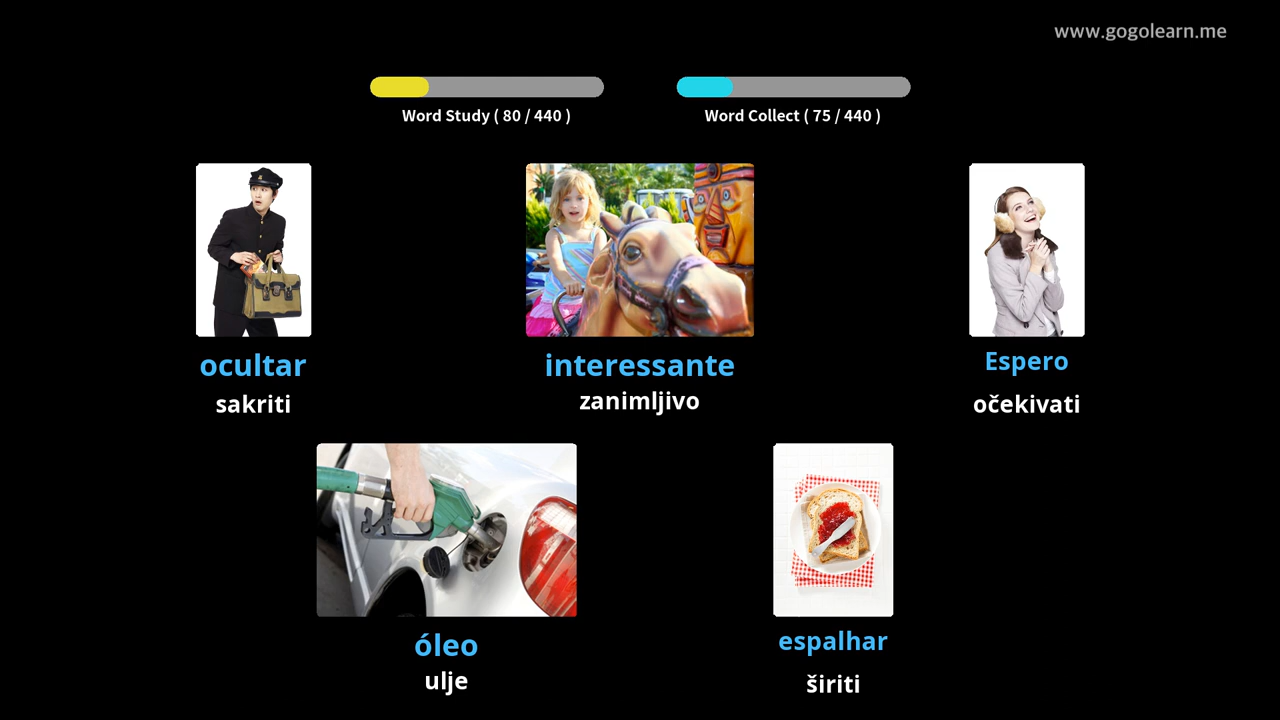 www.gogolearn.me
Word Study ( 80 / 440 )
Word Collect ( 75 / 440 )
ocultar
sakriti
interessante
zanimljivo
Espero
očekivati
óleo
ulje
espalhar
širiti